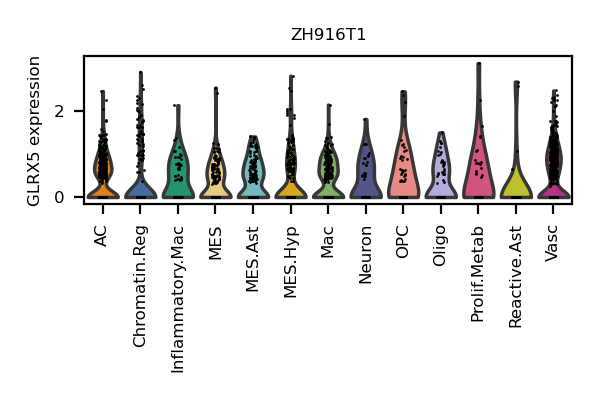 ZH916T1
GLRX5 expression
2
0
AC
Chromatin.Reg
Inflammatory.Mac
MES
MES.Ast
MES.Hyp
Mac
Neuron
OPC
Oligo
Prolif.Metab
Reactive.Ast
Vasc